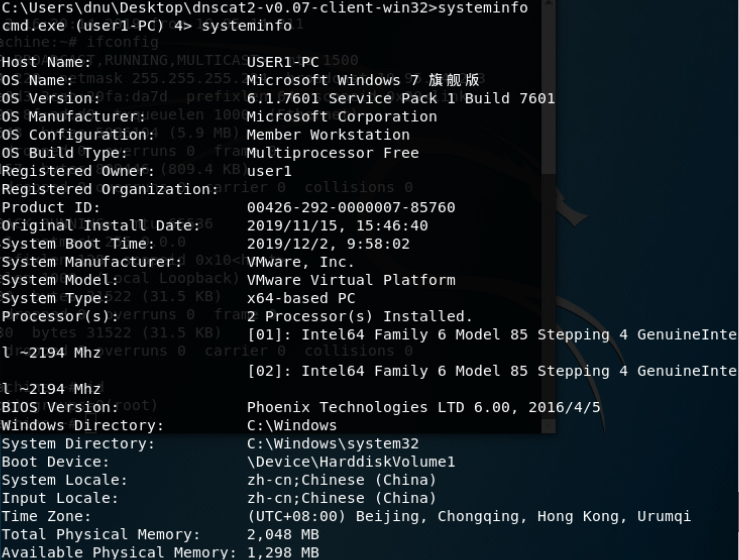 C:\Users\dnu\Desktop\dnscat2-v0.07-client-win32>systeminfo
cmd.exe (user1-PC) 4> systeminfo
Host Name: USER1-PC
OS Name: Microsoft Windows 7 旗舰版
OS Version: 6.1.7601 Service Pack 1 Build 7601
OS Manufacturer: Microsoft Corporation
OS Configuration: Member Workstation
OS Build Type: Multiprocessor Free
Registered Owner: user1
Registered Organization:
Product ID: 00426-292-0000007-85760
Original Install Date: 2019/11/15, 15:46:40
System Boot Time: 2019/12/2, 9:58:02
System Manufacturer: VMware, Inc.
System Model: VMware Virtual Platform
System Type: x64-based PC
Processor(s): 2 Processor(s) Installed.
[01]: Intel64 Family 6 Model 85 Stepping 4 GenuineInte
l ~2194 Mhz
[02]: Intel64 Family 6 Model 85 Stepping 4 GenuineInte
l ~2194 Mhz
BIOS Version: Phoenix Technologies LTD 6.00, 2016/4/5
Windows Directory: C:\Windows
System Directory: C:\Windows\system32
Boot Device: \Device\HarddiskVolume1
System Locale: zh-cn;Chinese (China)
Input Locale: zh-cn;Chinese (China)
Time Zone: (UTC+08:00) Beijing, Chongqing, Hong Kong, Urumqi
Total Physical Memory: 2,048 MB
Available Physical Memory: 1,298 MB